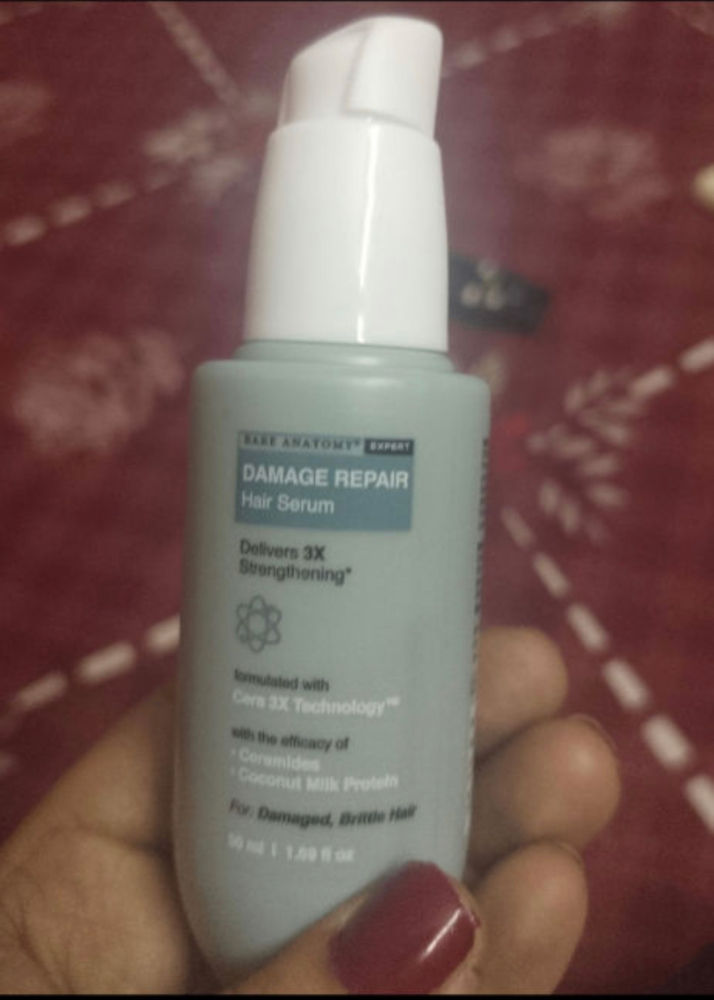 BARE ANATOMY® EXPERT
DAMAGE REPAIR
Hair Serum
Delivers 3X
Strengthening*
formulated with
Cera 3X Technology™
with the efficacy of
• Ceramides
• Coconut Milk Protein
For: Damaged, Brittle Hair
50 ml | 1.69 fl oz